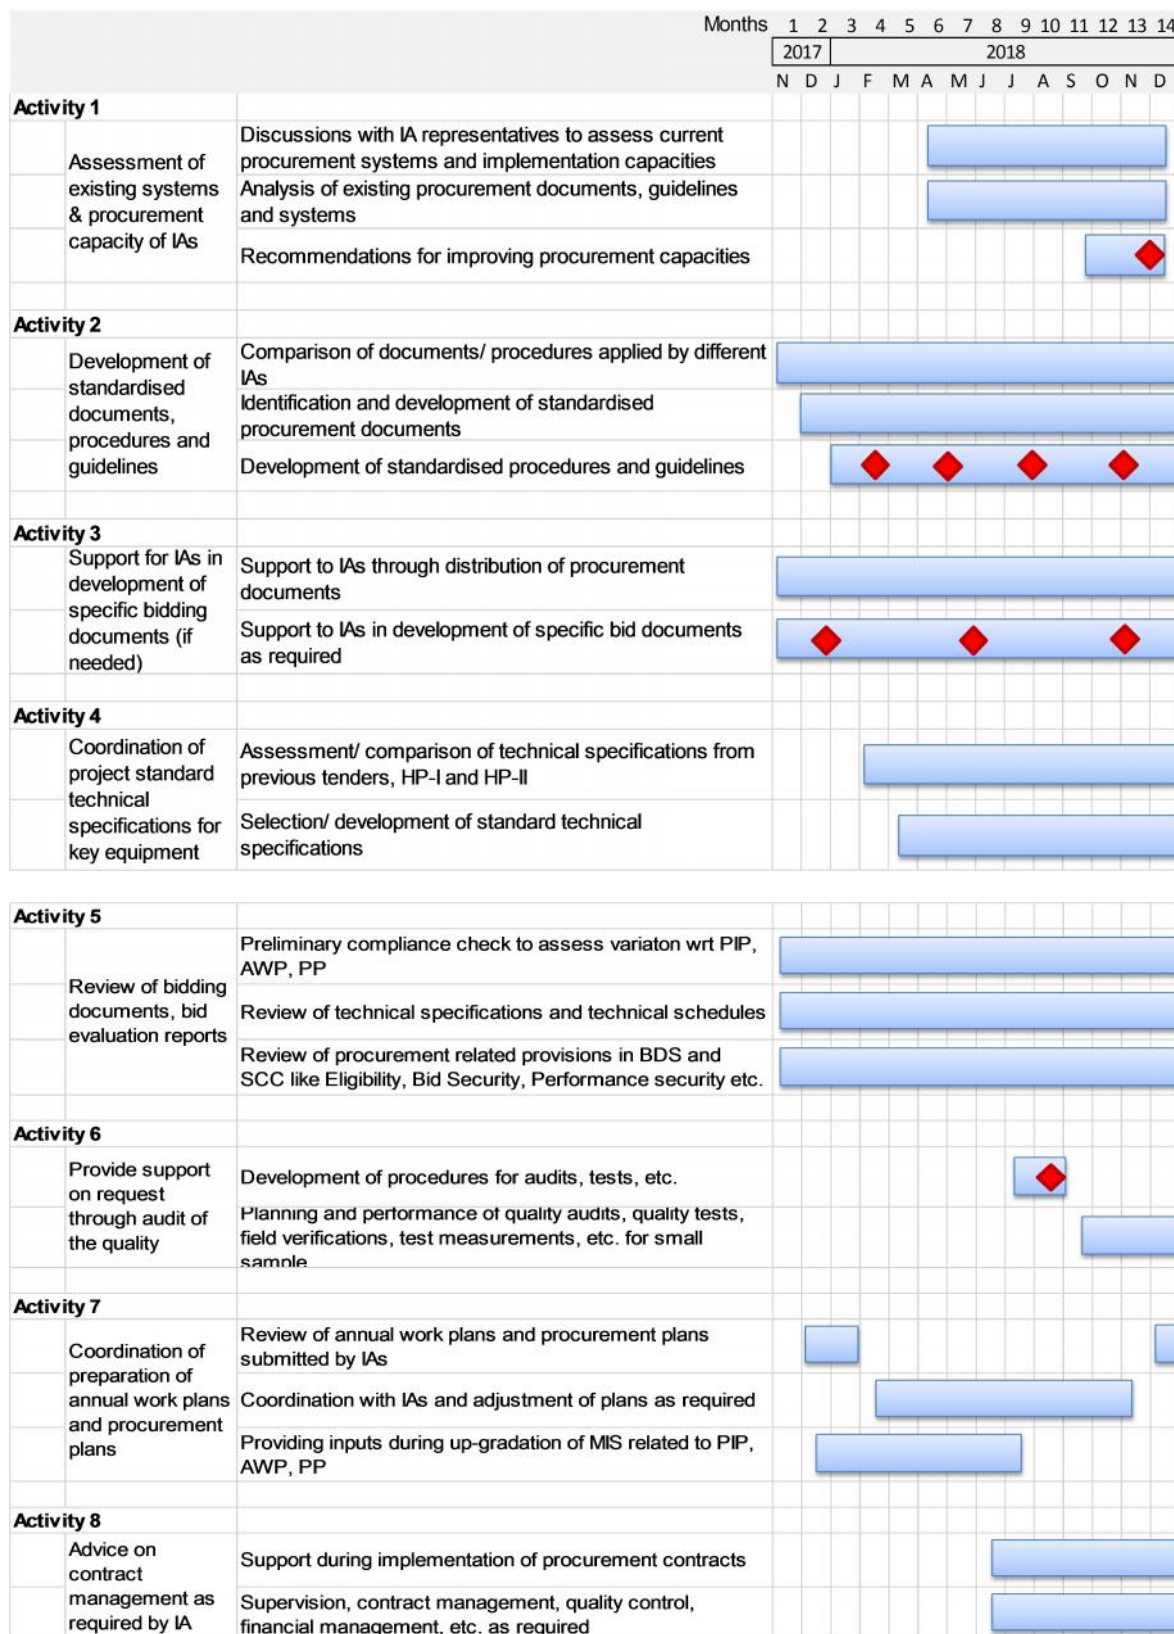 Months 1 2 3 4 5 6 7 8 9 10 11 12 13 14
2017 2018
N D J F M A M J J A S O N D
Activity 1
Assessment of
existing systems
& procurement
capacity of IAs
Discussions with IA representatives to assess current
procurement systems and implementation capacities
Analysis of existing procurement documents, guidelines
and systems
Recommendations for improving procurement capacities
Activity 2
Development of
standardised
documents,
procedures and
guidelines
Comparison of documents/ procedures applied by different
IAs
Identification and development of standardised
procurement documents
Development of standardised procedures and guidelines
Activity 3
Support for IAs in
development of
specific bidding
documents (if
needed)
Support to IAs through distribution of procurement
documents
Support to IAs in development of specific bid documents
as required
Activity 4
Coordination of
project standard
technical
specifications for
key equipment
Assessment/ comparison of technical specifications from
previous tenders, HP-I and HP-II
Selection/ development of standard technical
specifications
Activity 5
Review of bidding
documents, bid
evaluation reports
Preliminary compliance check to assess variaton wrt PIP,
AWP, PP
Review of technical specifications and technical schedules
Review of procurement related provisions in BDS and
SCC like Eligibility, Bid Security, Performance security etc.
Activity 6
Provide support
on request
through audit of
the quality
Development of procedures for audits, tests, etc.
Planning and performance of quality audits, quality tests,
field verifications, test measurements, etc. for small
sample
Activity 7
Coordination of
preparation of
annual work plans
and procurement
plans
Review of annual work plans and procurement plans
submitted by IAs
Coordination with IAs and adjustment of plans as required
Providing inputs during up-gradation of MIS related to PIP,
AWP, PP
Activity 8
Advice on
contract
management as
required by IA
Support during implementation of procurement contracts
Supervision, contract management, quality control,
financial management, etc. as required